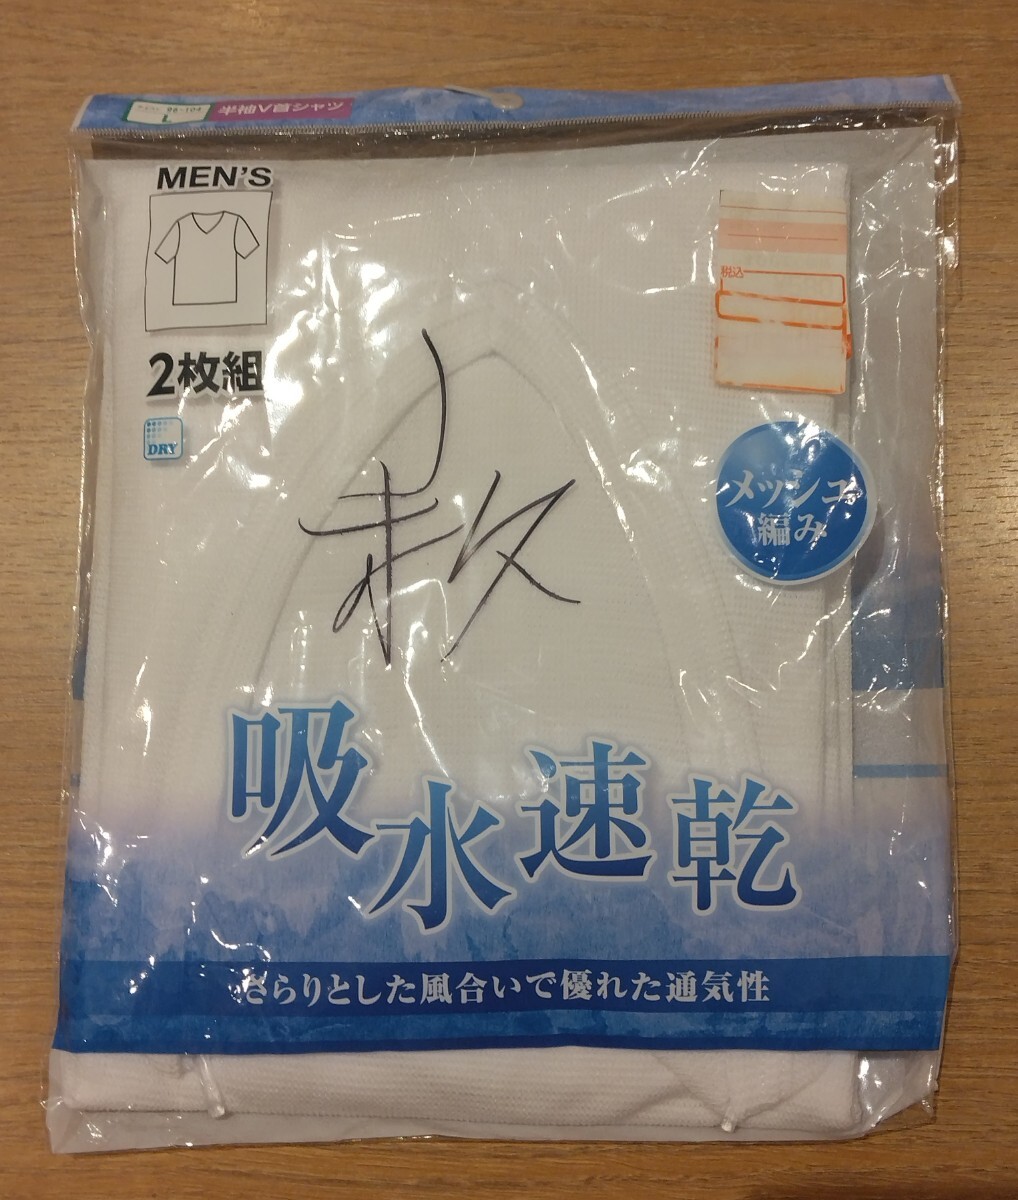 98-104
L
半袖V首シャツ
MEN'S
2枚組
DRY
税込
メッシュ
編み
吸水速乾
さらりとした風合いで優れた通気性